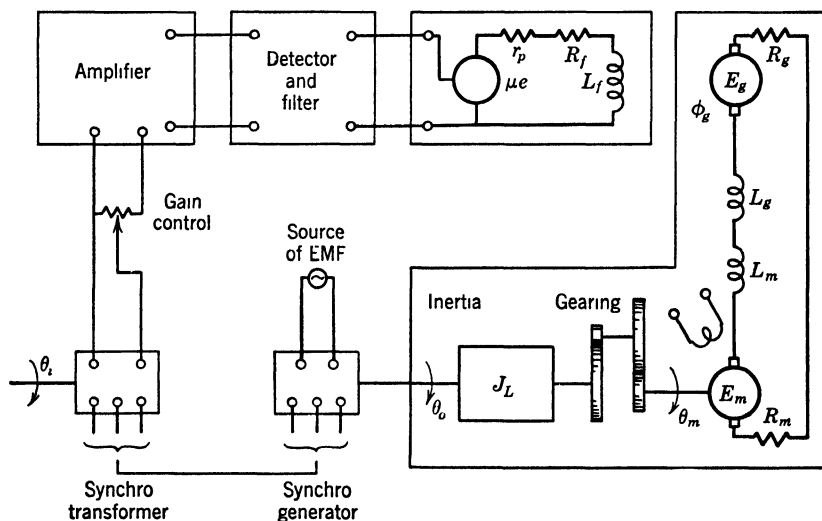 Amplifier
Detector
and
filter
r_p
R_f
L_f
μe
R_g
E_g
ϕ_g
L_g
L_m
E_m
R_m
Gain
control
Source
of EMF
Inertia
Gearing
θ_i
θ_o
J_L
θ_m
Synchro
transformer
Synchro
generator